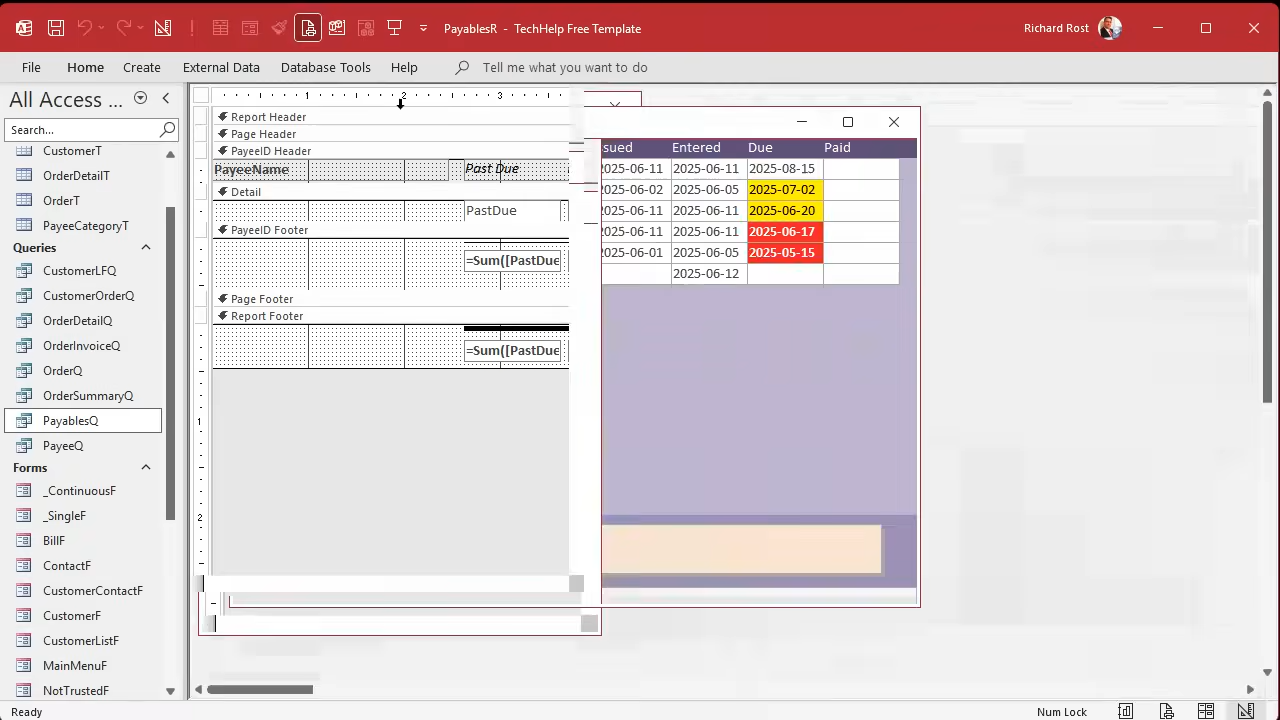 PayablesR - TechHelp Free Template
Richard Rost
File Home Create External Data Database Tools Help Tell me what you want to do
All Access ...
Search...
CustomerT
OrderDetailT
OrderT
PayeeCategoryT
Queries
CustomerLFQ
CustomerOrderQ
OrderDetailQ
OrderInvoiceQ
OrderQ
OrderSummaryQ
PayablesQ
PayeeQ
Forms
_ContinuousF
_SingleF
BillF
ContactF
CustomerContactF
CustomerF
CustomerListF
MainMenuF
NotTrustedF
1 2 3
Report Header
Page Header
PayeeID Header
PayeeName Past Due
Detail
PastDue
PayeeID Footer
=Sum([PastDue
Page Footer
Report Footer
=Sum([PastDue
1
2
ssued Entered Due Paid
2025-06-11 2025-06-11 2025-08-15
2025-06-02 2025-06-05 2025-07-02
2025-06-11 2025-06-11 2025-06-20
2025-06-11 2025-06-11 2025-06-17
2025-06-01 2025-06-05 2025-05-15
2025-06-12
Ready
Num Lock